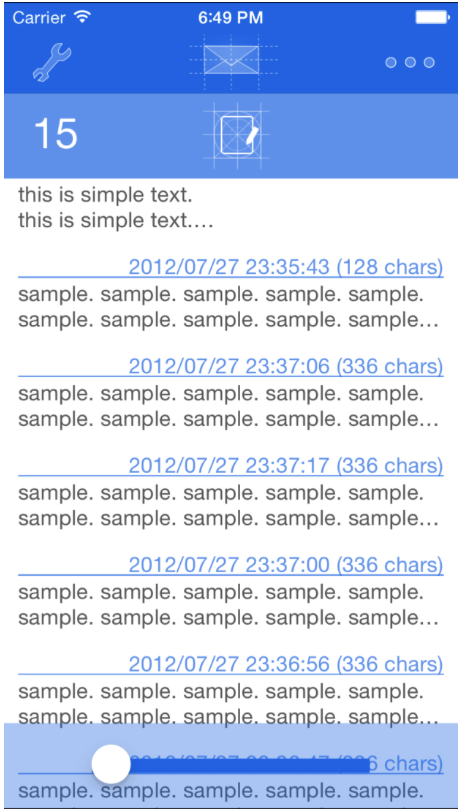 Carrier 6:49 PM
15
this is simple text.
this is simple text....
2012/07/27 23:35:43 (128 chars)
sample. sample. sample. sample. sample.
sample. sample. sample. sample. sample...
2012/07/27 23:37:06 (336 chars)
sample. sample. sample. sample. sample.
sample. sample. sample. sample. sample...
2012/07/27 23:37:17 (336 chars)
sample. sample. sample. sample. sample.
sample. sample. sample. sample. sample...
2012/07/27 23:37:00 (336 chars)
sample. sample. sample. sample. sample.
sample. sample. sample. sample. sample...
2012/07/27 23:36:56 (336 chars)
sample. sample. sample. sample. sample.
sample. sample. sample. sample. sample...
chars)
sample. sample. sample. sample. sample.